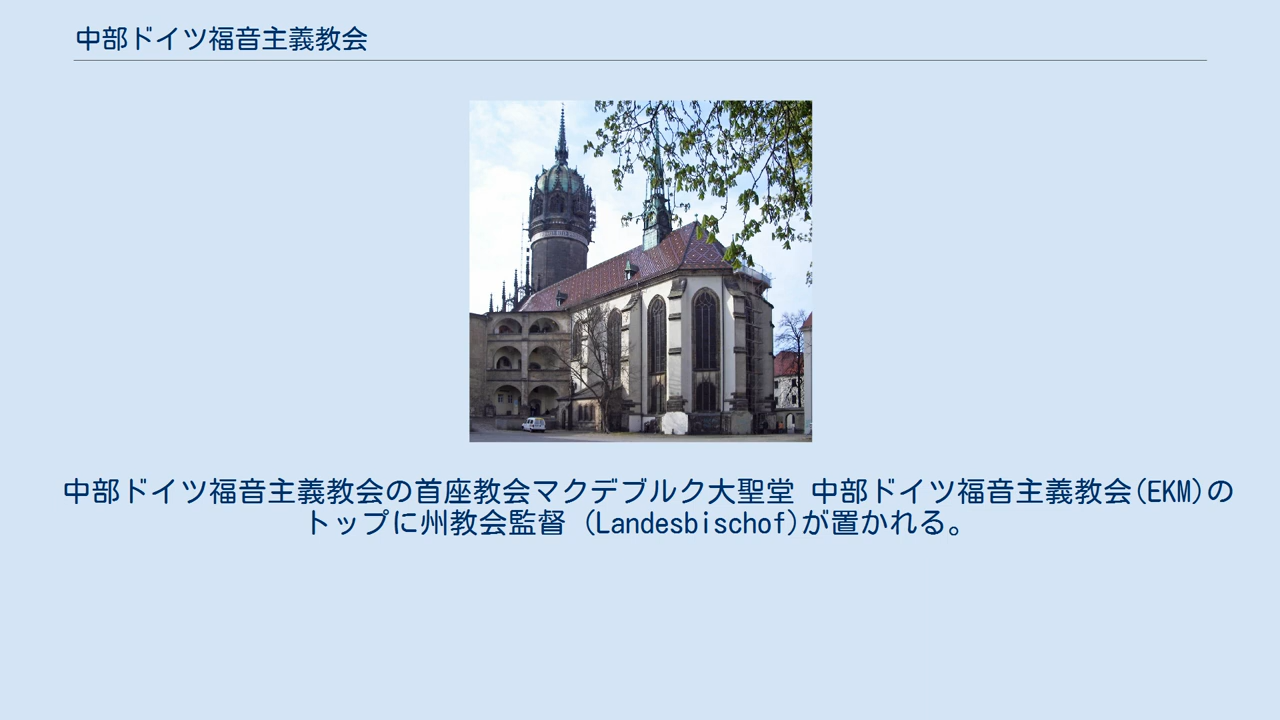 中部ドイツ福音主義教会
中部ドイツ福音主義教会の首座教会マクデブルク大聖堂 中部ドイツ福音主義教会(EKM)の
トップに州教会監督 (Landesbischof)が置かれる。